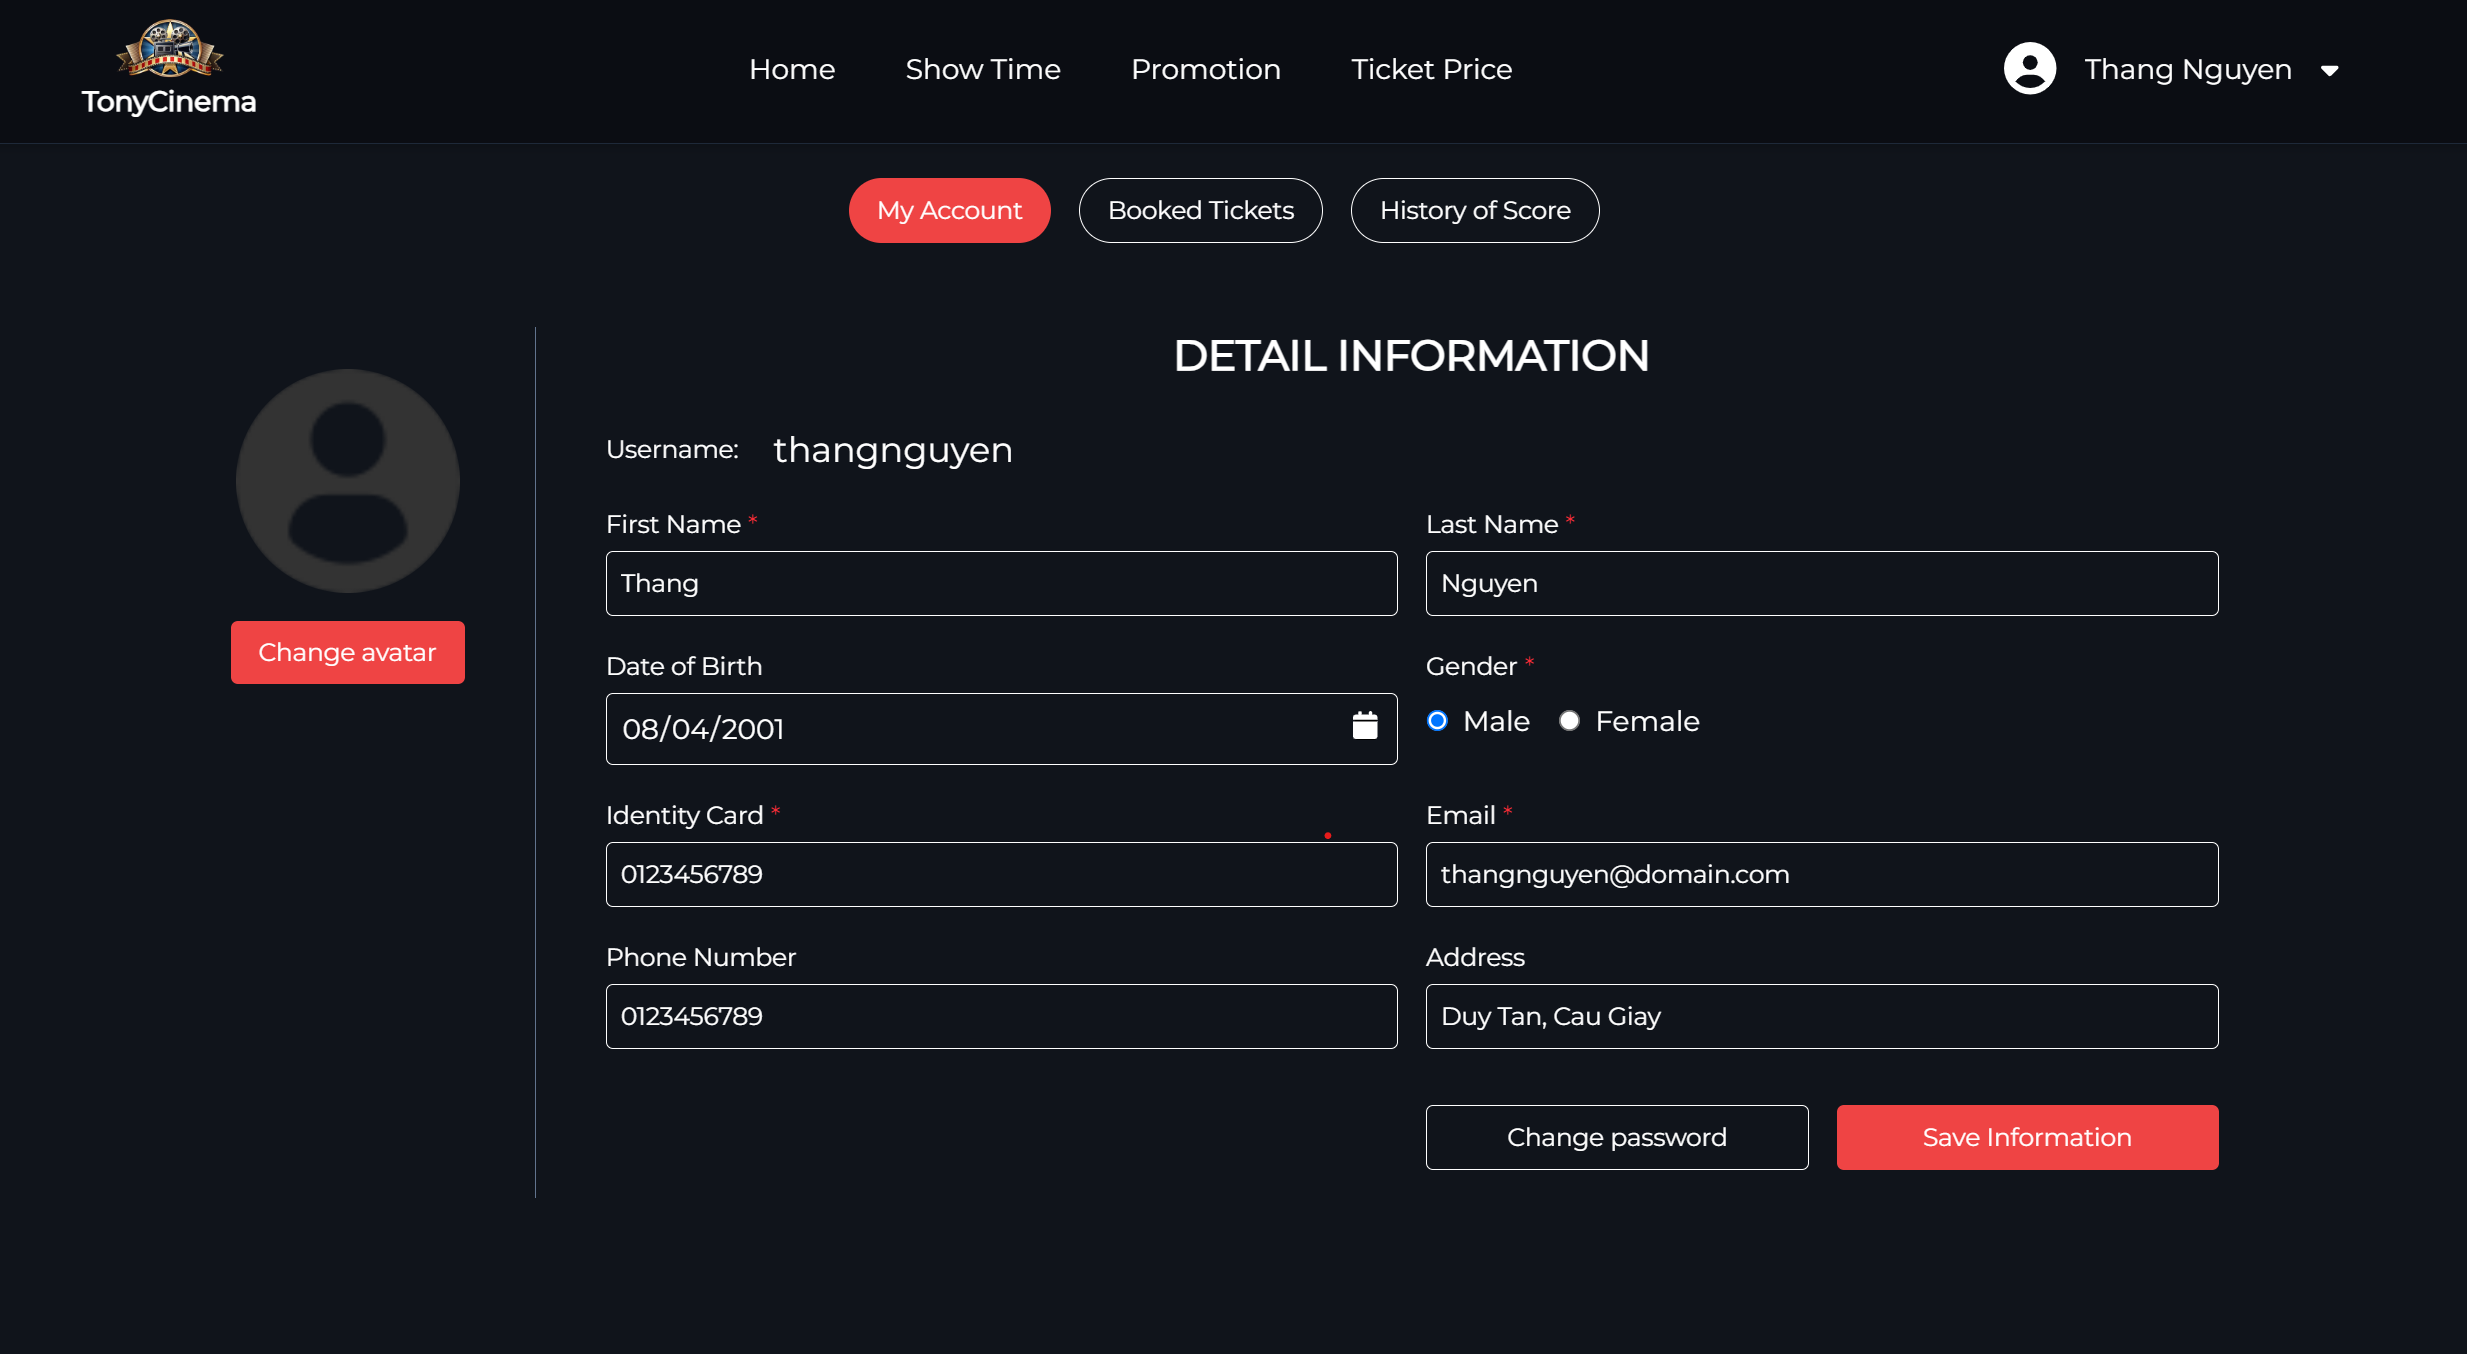 TonyCinema
Home Show Time Promotion Ticket Price
Thang Nguyen
My Account Booked Tickets History of Score
Change avatar
DETAIL INFORMATION
Username: thangnguyen
First Name * Last Name *
Thang Nguyen
Date of Birth Gender *
08/04/2001 Male Female
Identity Card * Email *
0123456789 thangnguyen@domain.com
Phone Number Address
0123456789 Duy Tan, Cau Giay
Change password Save Information